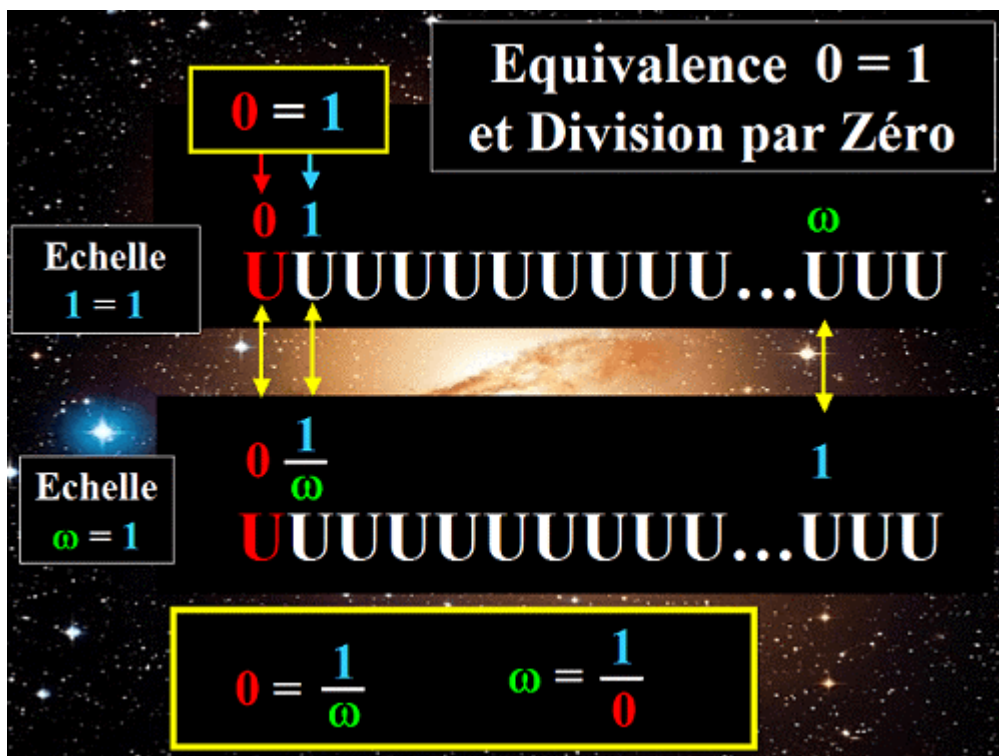 Equivalence 0 = 1
et Division par Zéro
0 = 1
0 1 ω
Echelle
1 = 1
UUUUUUUUUU...UUU
0 1/ω 1
Echelle
ω = 1
UUUUUUUUUU...UUU
0 = 1/ω ω = 1/0